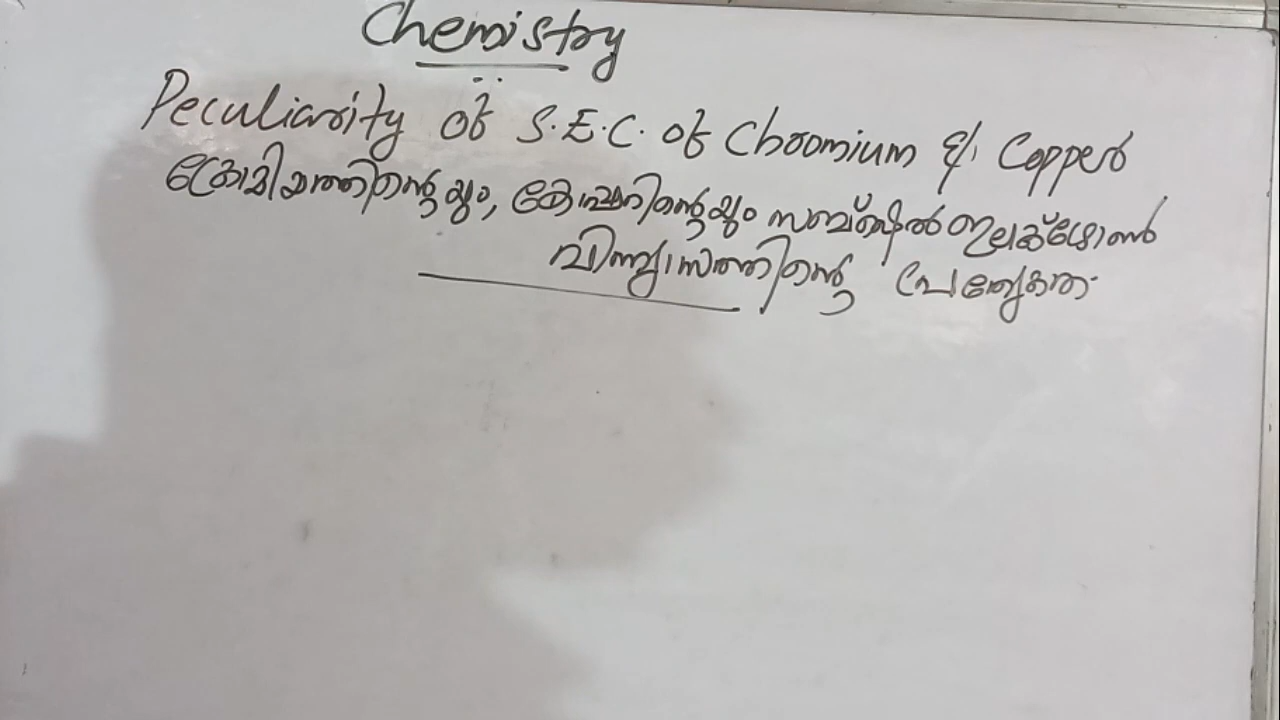 Chemistry
Peculiarity of S.E.C. of Chromium & Copper
ക്രോമിയത്തിന്റെയും, കോപ്പറിന്റെയും സബ്ഷെൽ ഇലക്ട്രോൺ
വിന്യാസത്തിന്റെ പ്രത്യേകത